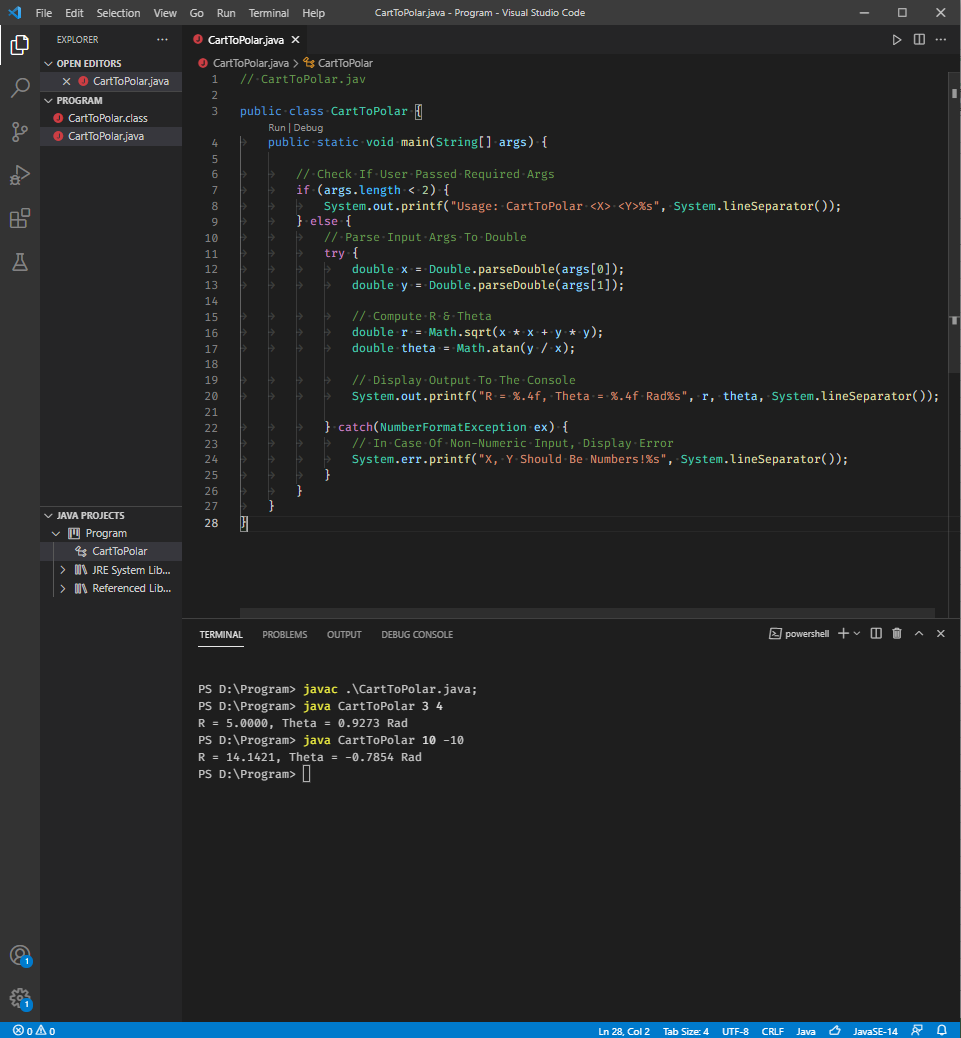 File Edit Selection View Go Run Terminal Help CartToPolar.java - Program - Visual Studio Code
EXPLORER
OPEN EDITORS
CartToPolar.java
PROGRAM
CartToPolar.class
CartToPolar.java
JAVA PROJECTS
Program
CartToPolar
JRE System Lib...
Referenced Lib...
1
1
CartToPolar.java
CartToPolar.java > CartToPolar
1 // CartToPolar.jav
2
3 public class CartToPolar {
Run | Debug
4 public static void main(String[] args) {
5
6 // Check If User Passed Required Args
7 if (args.length < 2) {
8 System.out.printf("Usage: CartToPolar <X> <Y>%s", System.lineSeparator());
9 } else {
10 // Parse Input Args To Double
11 try {
12 double x = Double.parseDouble(args[0]);
13 double y = Double.parseDouble(args[1]);
14
15 // Compute R & Theta
16 double r = Math.sqrt(x * x + y * y);
17 double theta = Math.atan(y / x);
18
19 // Display Output To The Console
20 System.out.printf("R = %.4f, Theta = %.4f Rad%s", r, theta, System.lineSeparator());
21
22 } catch(NumberFormatException ex) {
23 // In Case Of Non-Numeric Input, Display Error
24 System.err.printf("X, Y Should Be Numbers!%s", System.lineSeparator());
25 }
26 }
27 }
28 }
TERMINAL PROBLEMS OUTPUT DEBUG CONSOLE powershell
PS D:\Program> javac .\CartToPolar.java;
PS D:\Program> java CartToPolar 3 4
R = 5.0000, Theta = 0.9273 Rad
PS D:\Program> java CartToPolar 10 -10
R = 14.1421, Theta = -0.7854 Rad
PS D:\Program>
0 0 Ln 28, Col 2 Tab Size: 4 UTF-8 CRLF Java JavaSE-14